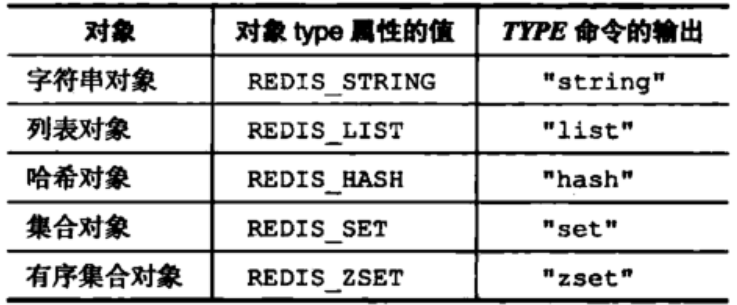 对象 对象 type 属性的值 TYPE 命令的输出
字符串对象 REDIS_STRING "string"
列表对象 REDIS_LIST "list"
哈希对象 REDIS_HASH "hash"
集合对象 REDIS_SET "set"
有序集合对象 REDIS_ZSET "zset"